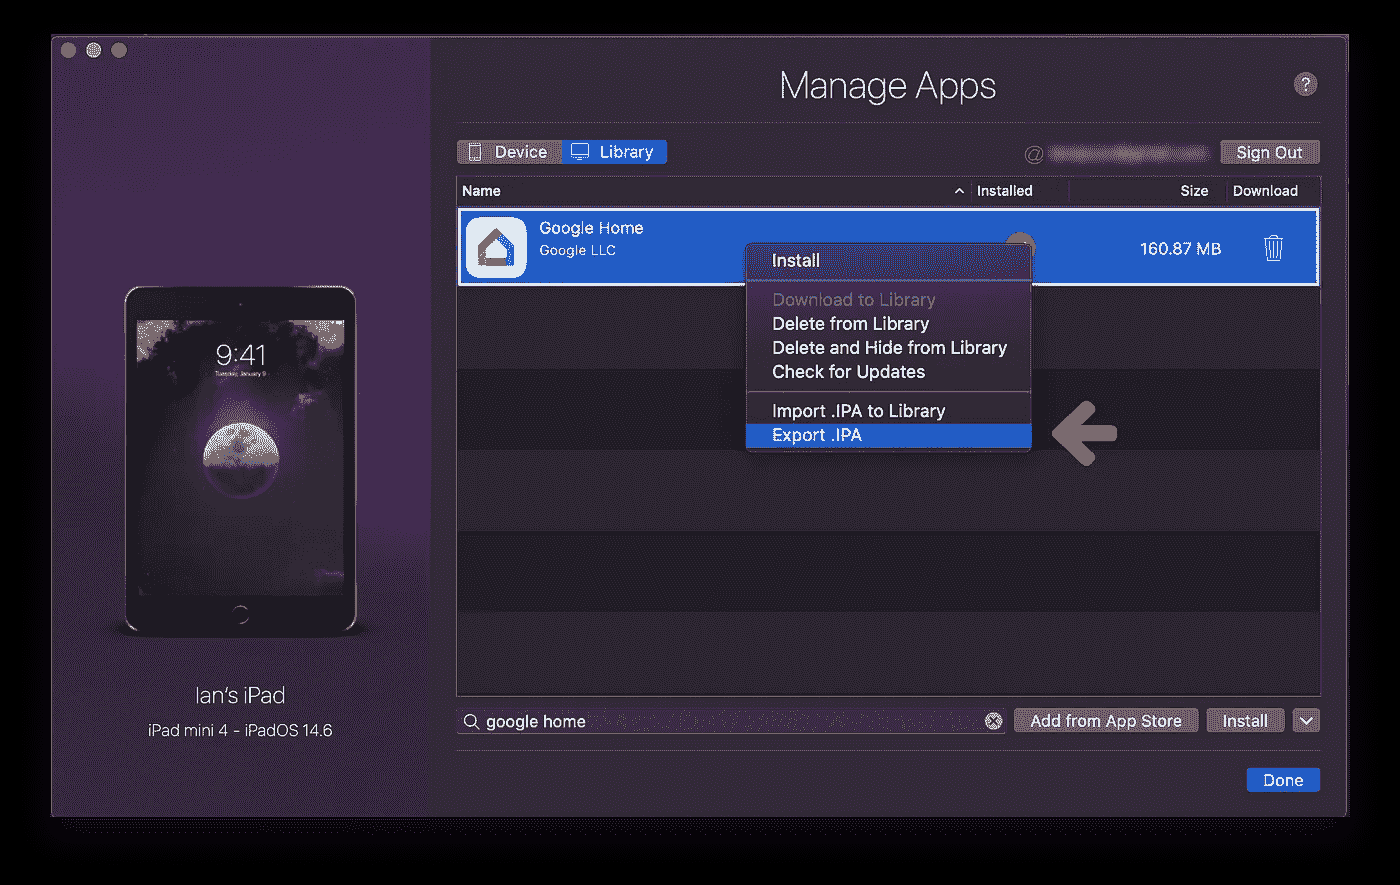 Manage Apps
?
Device
Library
@
Sign Out
Name
Installed
Size
Download
Google Home
Google LLC
160.87 MB
Install
Download to Library
Delete from Library
Delete and Hide from Library
Check for Updates
Import .IPA to Library
Export .IPA
9:41
Tuesday, January 9
Ian's iPad
iPad mini 4 - iPadOS 14.6
google home
Add from App Store
Install
Done